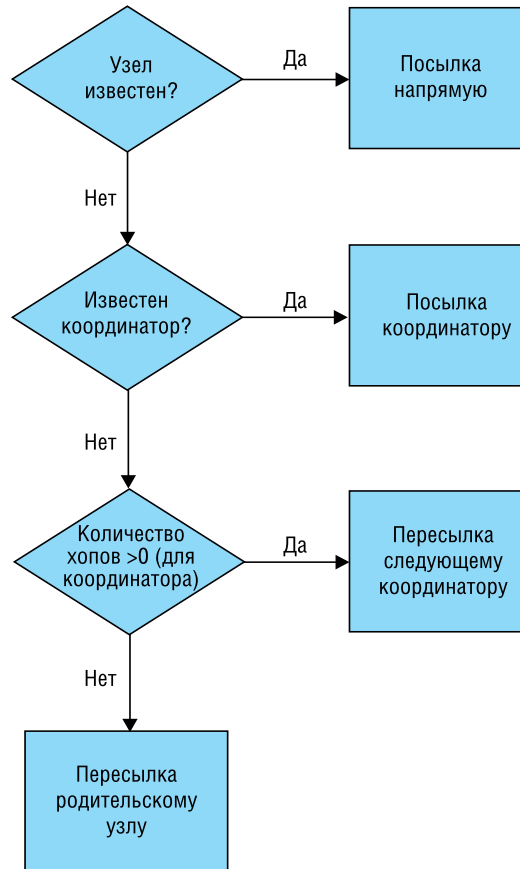 Узел
известен?
Да
Посылка
напрямую
Нет
Известен
координатор?
Да
Посылка
координатору
Нет
Количество
хопов >0 (для
координатора)
Да
Пересылка
следующему
координатору
Нет
Пересылка
родительскому
узлу